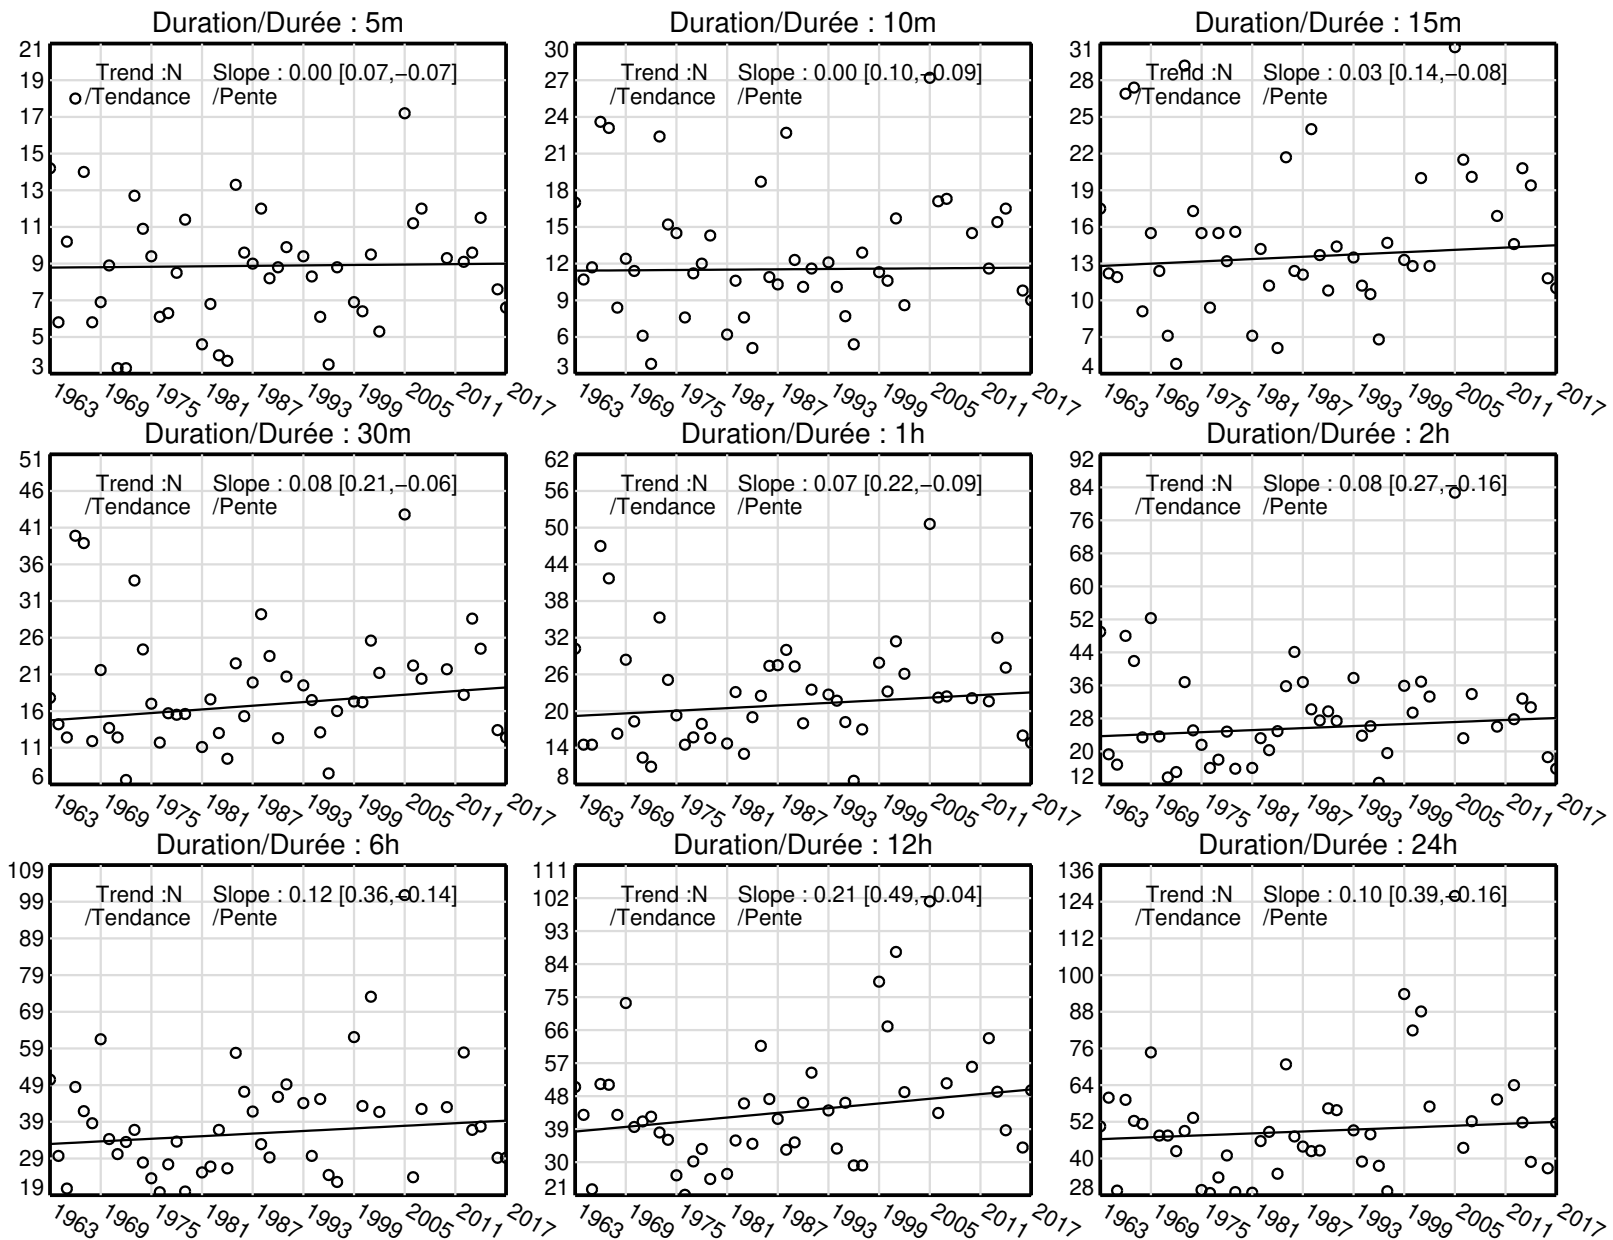 Duration/Durée : 5m
21
19
17
15
13
11
9
7
5
3
Trend :N Slope : 0.00 [0.07,−0.07]
/Tendance /Pente
1963 1969 1975 1981 1987 1993 1999 2005 2011 2017
Duration/Durée : 10m
30
27
24
21
18
15
12
9
6
3
Trend :N Slope : 0.00 [0.10,−0.09]
/Tendance /Pente
1963 1969 1975 1981 1987 1993 1999 2005 2011 2017
Duration/Durée : 15m
31
28
25
22
19
16
13
10
7
4
Trend :N Slope : 0.03 [0.14,−0.08]
/Tendance /Pente
1963 1969 1975 1981 1987 1993 1999 2005 2011 2017
Duration/Durée : 30m
51
46
41
36
31
26
21
16
11
6
Trend :N Slope : 0.08 [0.21,−0.06]
/Tendance /Pente
1963 1969 1975 1981 1987 1993 1999 2005 2011 2017
Duration/Durée : 1h
62
56
50
44
38
32
26
20
14
8
Trend :N Slope : 0.07 [0.22,−0.09]
/Tendance /Pente
1963 1969 1975 1981 1987 1993 1999 2005 2011 2017
Duration/Durée : 2h
92
84
76
68
60
52
44
36
28
20
12
Trend :N Slope : 0.08 [0.27,−0.16]
/Tendance /Pente
1963 1969 1975 1981 1987 1993 1999 2005 2011 2017
Duration/Durée : 6h
109
99
89
79
69
59
49
39
29
19
Trend :N Slope : 0.12 [0.36,−0.14]
/Tendance /Pente
1963 1969 1975 1981 1987 1993 1999 2005 2011 2017
Duration/Durée : 12h
111
102
93
84
75
66
57
48
39
30
21
Trend :N Slope : 0.21 [0.49,−0.04]
/Tendance /Pente
1963 1969 1975 1981 1987 1993 1999 2005 2011 2017
Duration/Durée : 24h
136
124
112
100
88
76
64
52
40
28
Trend :N Slope : 0.10 [0.39,−0.16]
/Tendance /Pente
1963 1969 1975 1981 1987 1993 1999 2005 2011 2017